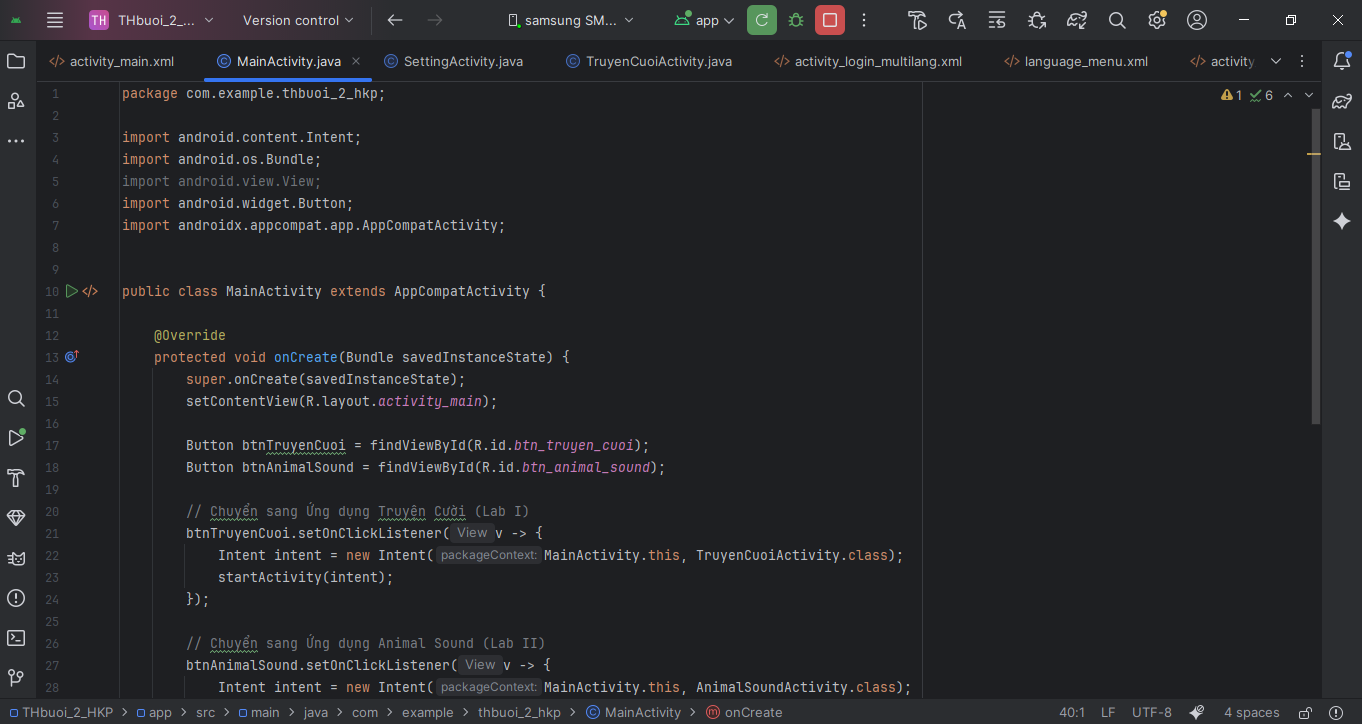 TH THbuoi_2_... Version control samsung SM... app
activity_main.xml MainActivity.java SettingActivity.java TruyenCuoiActivity.java activity_login_multilang.xml language_menu.xml activity
1 package com.example.thbuoi_2_hkp; 1 6
2
3 import android.content.Intent;
4 import android.os.Bundle;
5 import android.view.View;
6 import android.widget.Button;
7 import androidx.appcompat.app.AppCompatActivity;
8
9
10 public class MainActivity extends AppCompatActivity {
11
12 @Override
13 protected void onCreate(Bundle savedInstanceState) {
14 super.onCreate(savedInstanceState);
15 setContentView(R.layout.activity_main);
16
17 Button btnTruyenCuoi = findViewById(R.id.btn_truyen_cuoi);
18 Button btnAnimalSound = findViewById(R.id.btn_animal_sound);
19
20 // Chuyển sang Ứng dụng Truyện Cười (Lab I)
21 btnTruyenCuoi.setOnClickListener( View v -> {
22 Intent intent = new Intent( packageContext: MainActivity.this, TruyenCuoiActivity.class);
23 startActivity(intent);
24 });
25
26 // Chuyển sang Ứng dụng Animal Sound (Lab II)
27 btnAnimalSound.setOnClickListener( View v -> {
28 Intent intent = new Intent( packageContext: MainActivity.this, AnimalSoundActivity.class);
THbuoi_2_HKP > app > src > main > java > com > example > thbuoi_2_hkp > MainActivity > onCreate 40:1 LF UTF-8 4 spaces